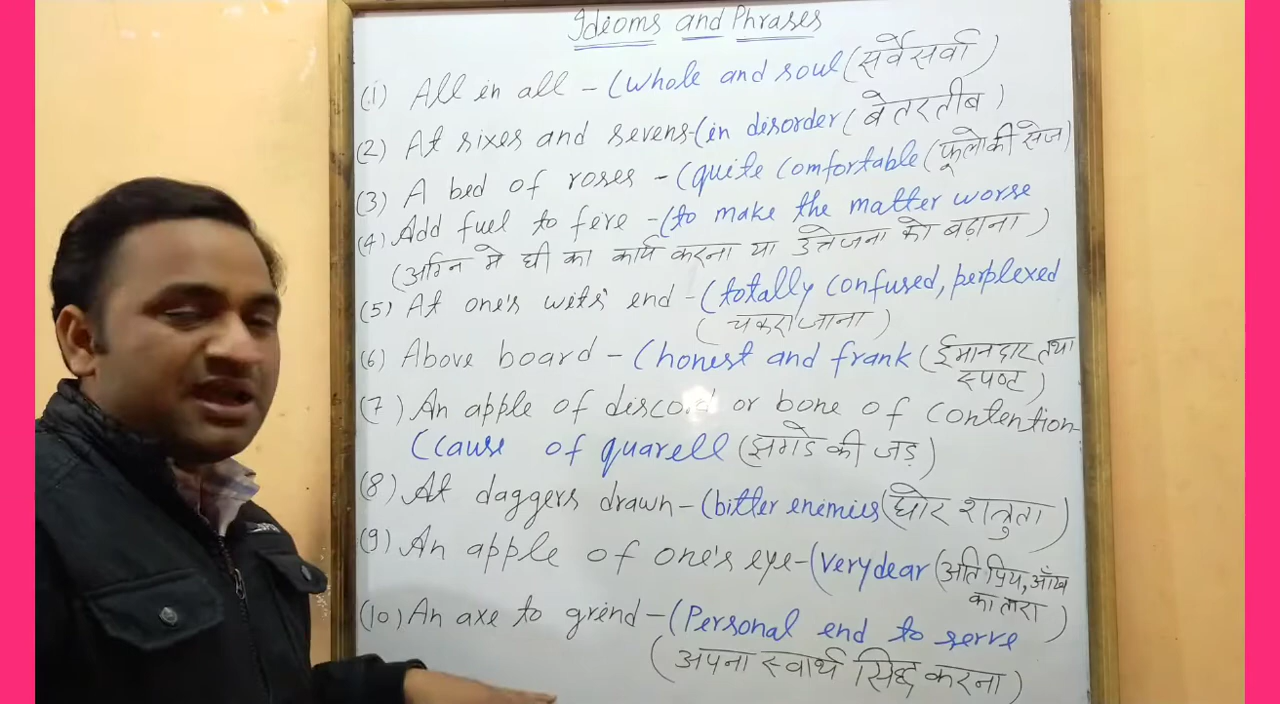 Idioms and Phrases
(1) All in all - (whole and soul (सर्वेसर्वा)
(2) At sixes and sevens - (in disorder (बेतरतीब)
(3) A bed of roses - (quite comfortable (फूलो की सेज)
(4) Add fuel to fire - (to make the matter worse
(अग्नि मे घी का कार्य करना या उत्तेजना को बढ़ाना)
(5) At one's wits' end - (totally confused, perplexed
(चकरा जाना)
(6) Above board - (honest and frank (ईमानदार तथा
स्पष्ट)
(7) An apple of discord or bone of contention-
(cause of quarell (झगडे की जड़)
(8) At daggers drawn - (bitter enemies (घोर शत्रुता)
(9) An apple of one's eye - (very dear (अति प्रिय, आँख
का तारा)
(10) An axe to grind - (Personal end to serve
(अपना स्वार्थ सिद्ध करना)